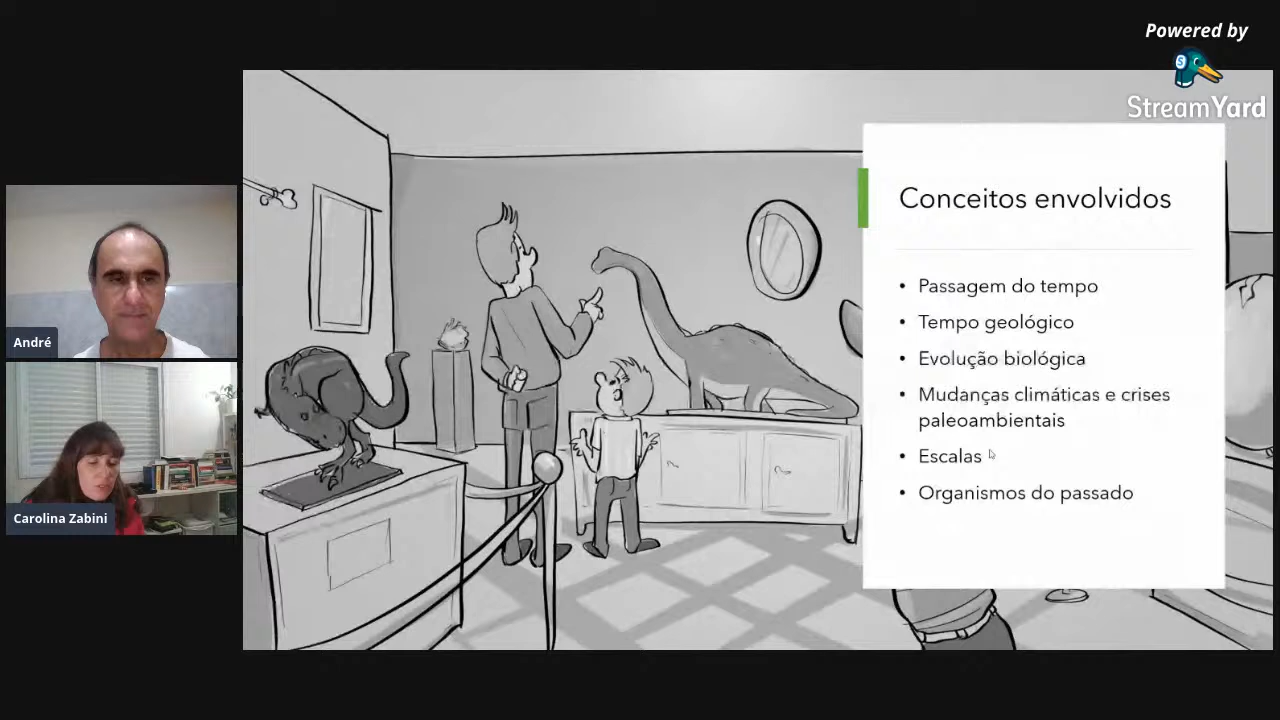 Powered by
StreamYard
André
Carolina Zabini
Conceitos envolvidos
• Passagem do tempo
• Tempo geológico
• Evolução biológica
• Mudanças climáticas e crises
paleoambientais
• Escalas
• Organismos do passado